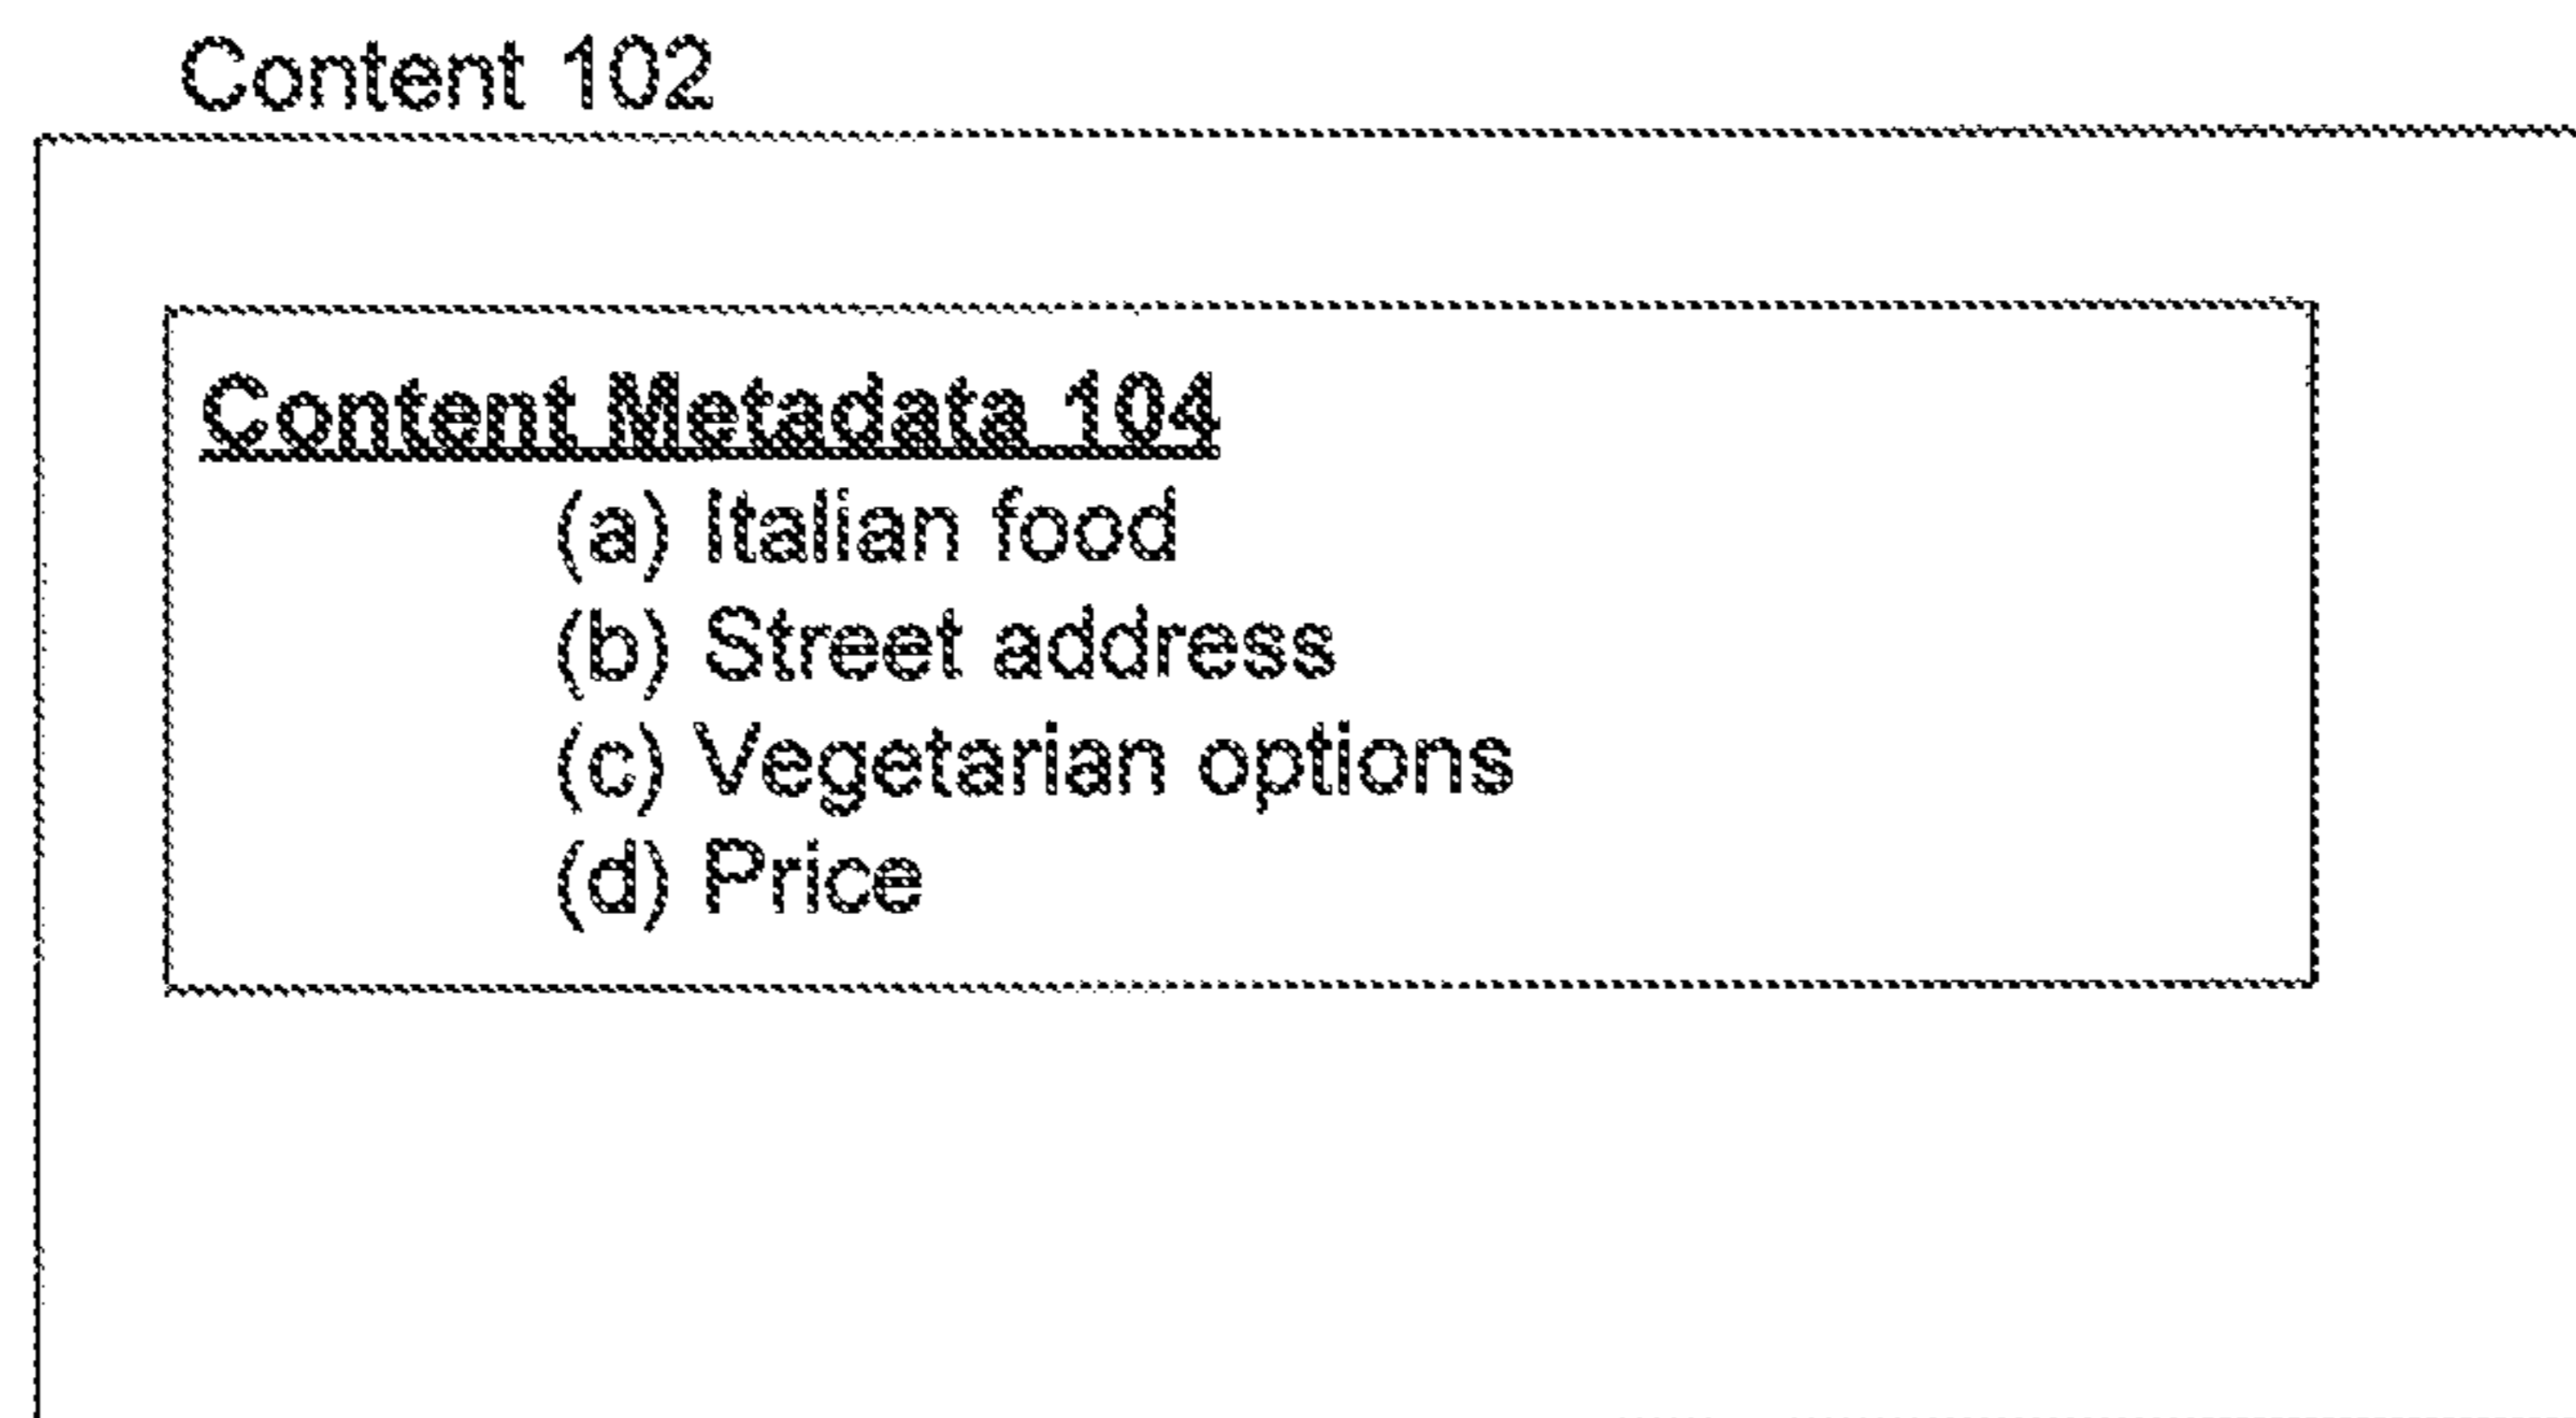 Content 102
Content Metadata 104
(a) Italian food
(b) Street address
(c) Vegetarian options
(d) Price